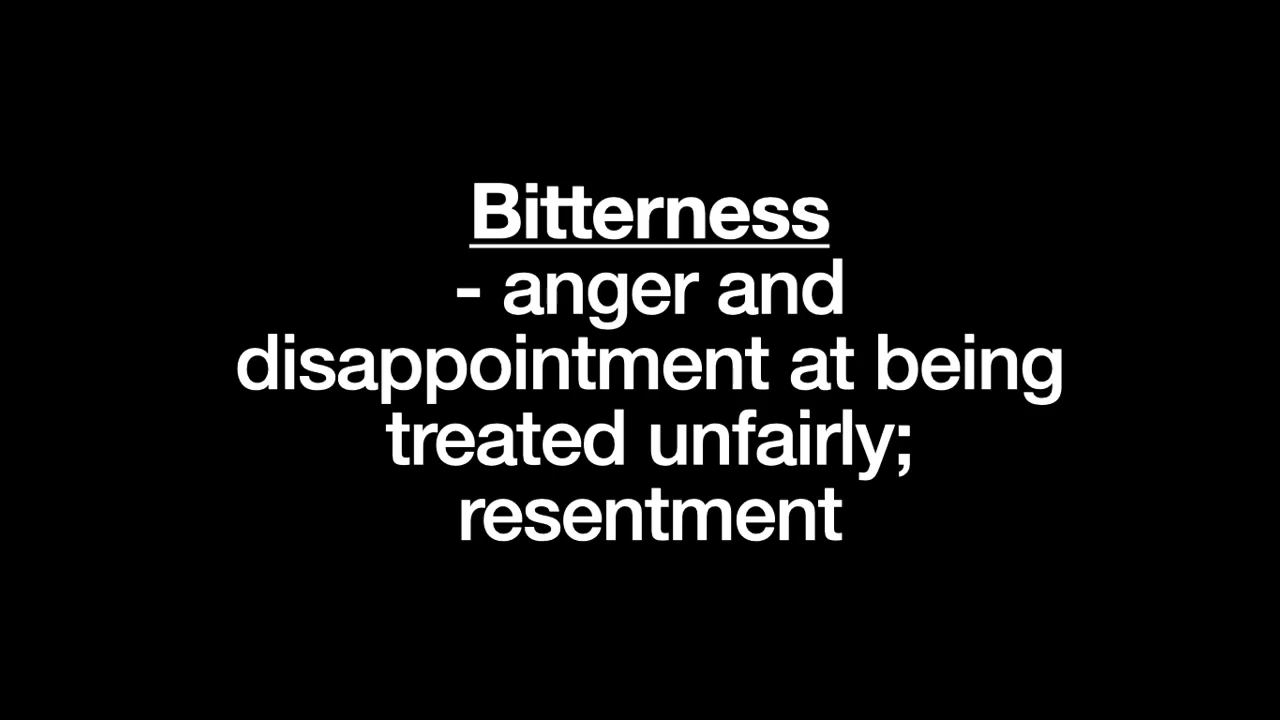 Bitterness
- anger and
disappointment at being
treated unfairly;
resentment